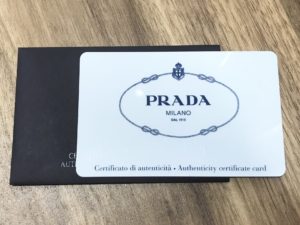 PRADA
MILANO
DAL 1913
Certificato di autenticità • Authenticity certificate card